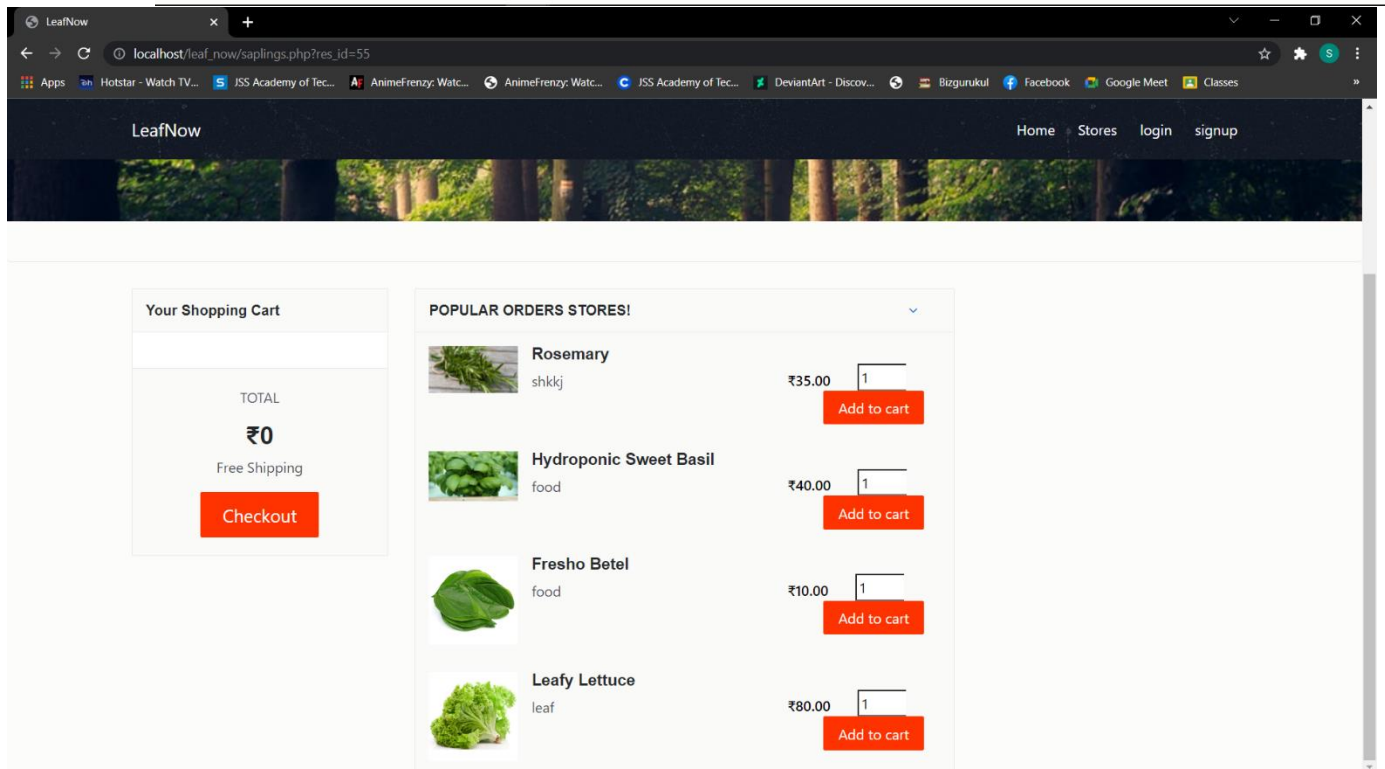 LeafNow
localhost/leaf_now/saplings.php?res_id=55
S
Apps
Hotstar - Watch TV...
JSS Academy of Tec...
AnimeFrenzy: Watc...
AnimeFrenzy: Watc...
JSS Academy of Tec...
DeviantArt - Discov...
Bizgurukul
Facebook
Google Meet
Classes
»
LeafNow
Home Stores login signup
Your Shopping Cart
TOTAL
₹0
Free Shipping
Checkout
POPULAR ORDERS STORES!
Rosemary
shkkj
₹35.00 1
Add to cart
Hydroponic Sweet Basil
food
₹40.00 1
Add to cart
Fresho Betel
food
₹10.00 1
Add to cart
Leafy Lettuce
leaf
₹80.00 1
Add to cart